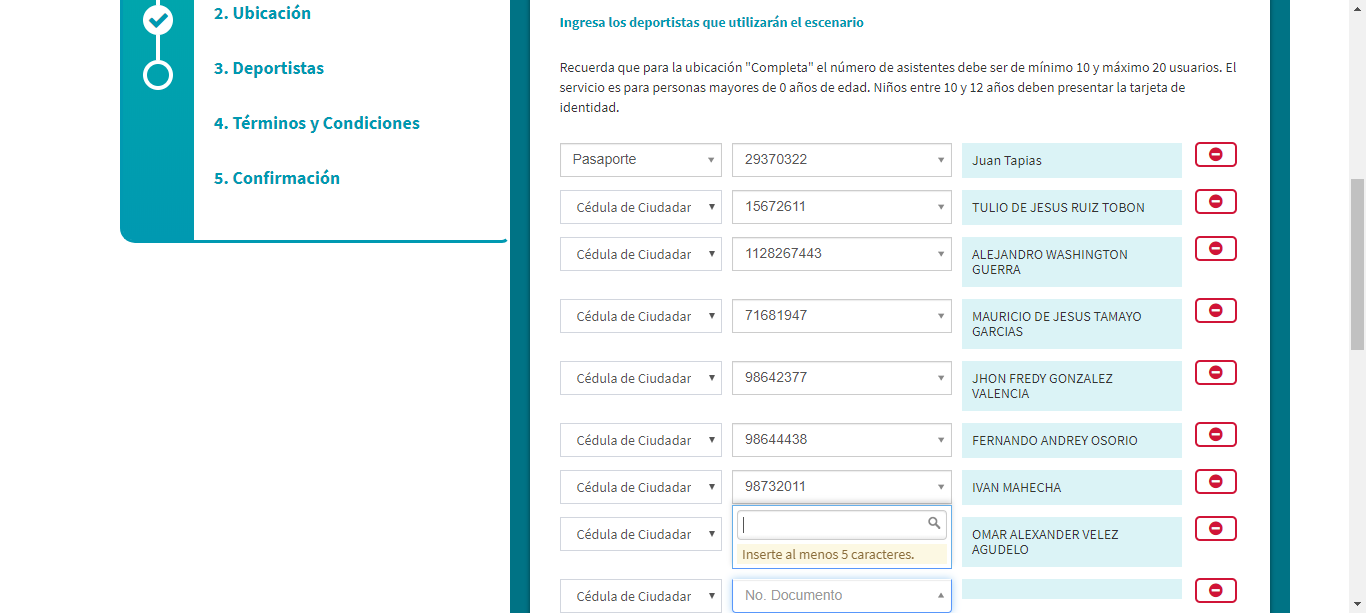 2. Ubicación
3. Deportistas
4. Términos y Condiciones
5. Confirmación
Ingresa los deportistas que utilizarán el escenario
Recuerda que para la ubicación "Completa" el número de asistentes debe ser de mínimo 10 y máximo 20 usuarios. El
servicio es para personas mayores de 0 años de edad. Niños entre 10 y 12 años deben presentar la tarjeta de
identidad.
Pasaporte 29370322 Juan Tapias
Cédula de Ciudadar 15672611 TULIO DE JESUS RUIZ TOBON
Cédula de Ciudadar 1128267443 ALEJANDRO WASHINGTON
GUERRA
Cédula de Ciudadar 71681947 MAURICIO DE JESUS TAMAYO
GARCIAS
Cédula de Ciudadar 98642377 JHON FREDY GONZALEZ
VALENCIA
Cédula de Ciudadar 98644438 FERNANDO ANDREY OSORIO
Cédula de Ciudadar 98732011 IVAN MAHECHA
Cédula de Ciudadar OMAR ALEXANDER VELEZ
AGUDELO
Inserte al menos 5 caracteres.
Cédula de Ciudadar No. Documento